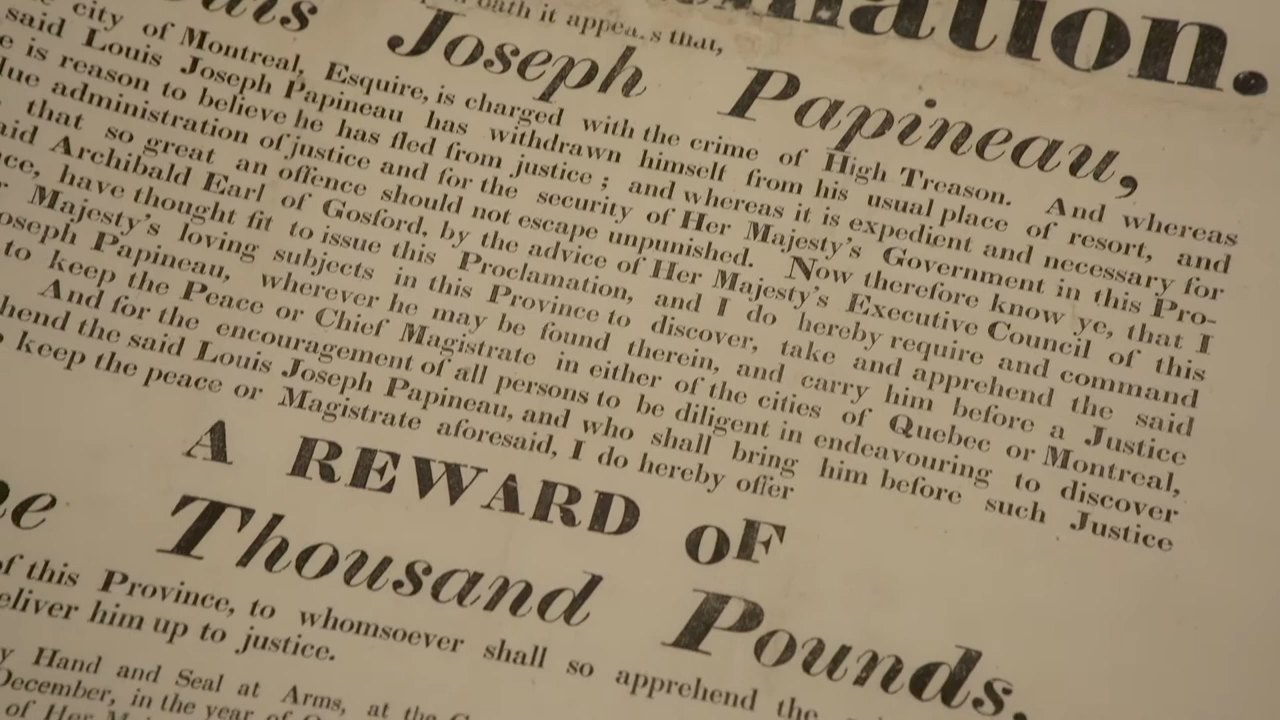 mation.
oath it appears that,
ouis Joseph Papineau,
city of Montreal, Esquire, is charged with the crime of High Treason. And whereas
said Louis Joseph Papineau has withdrawn himself from his usual place of resort, and
e is reason to believe he has fled from justice ; and whereas it is expedient and necessary for
due administration of justice and for the security of Her Majesty's Government in this Pro-
that so great an offence should not escape unpunished. Now therefore know ye, that I
aid Archibald Earl of Gosford, by the advice of Her Majesty's Executive Council of this
nce, have thought fit to issue this Proclamation, and I do hereby require and command
r Majesty's loving subjects in this Province to discover, take and apprehend the said
oseph Papineau, wherever he may be found therein, and carry him before a Justice
to keep the Peace or Chief Magistrate in either of the cities of Quebec or Montreal,
And for the encouragement of all persons to be diligent in endeavouring to discover
hend the said Louis Joseph Papineau, and who shall bring him before such Justice
keep the peace or Magistrate aforesaid, I do hereby offer
A REWARD OF
ne Thousand Pounds.
of this Province, to whomsoever shall so apprehend the
eliver him up to justice.
y Hand and Seal at Arms, at the
December, in the year of
of Her